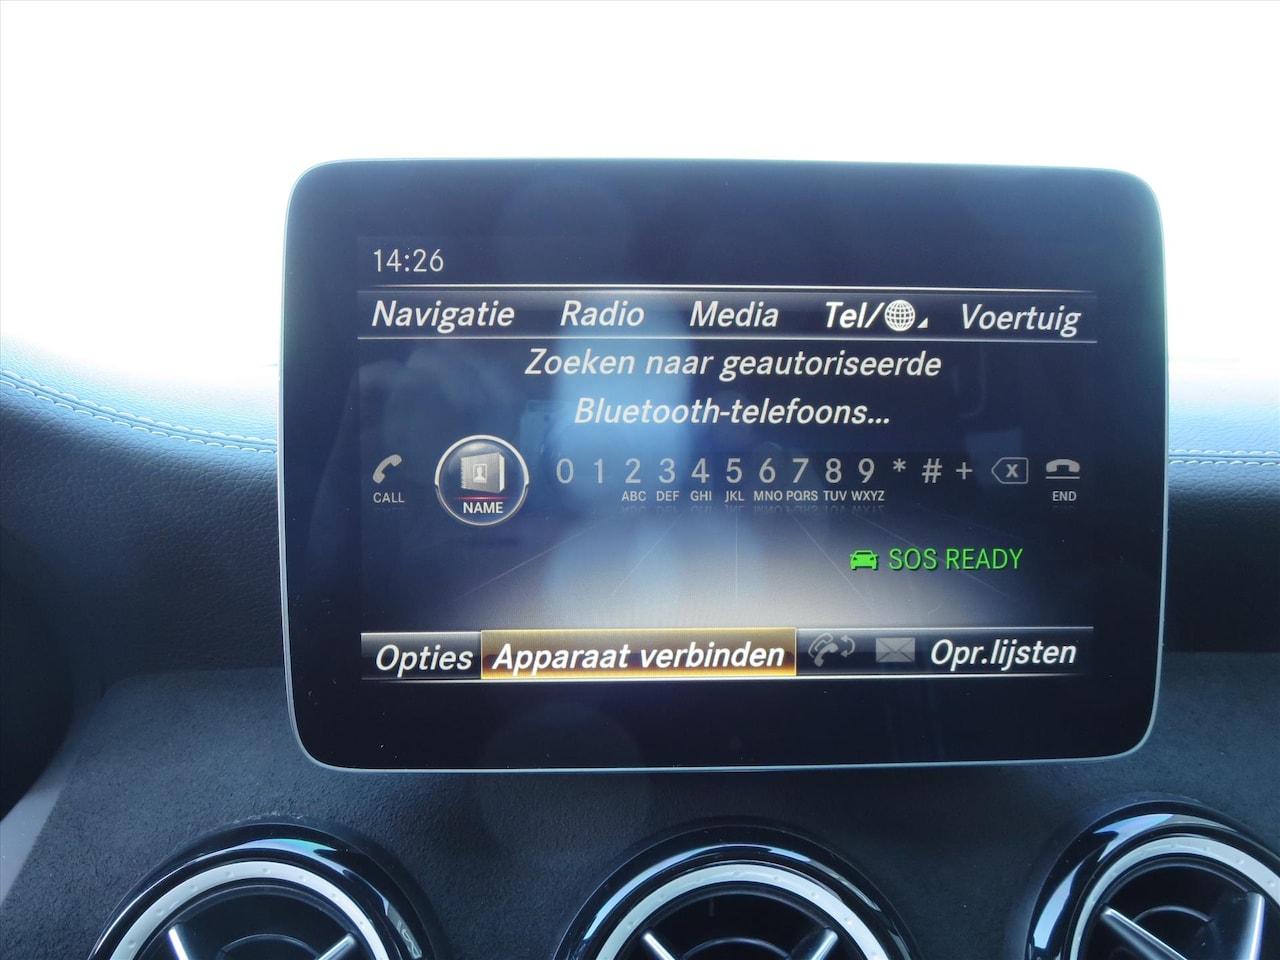 14:26
Navigatie Radio Media Tel/ Voertuig
Zoeken naar geautoriseerde
Bluetooth-telefoons...
0 1 2 3 4 5 6 7 8 9 * # + x
CALL NAME ABC DEF GHI JKL MNO PQRS TUV WXYZ END
SOS READY
Opties Apparaat verbinden Opr.lijsten